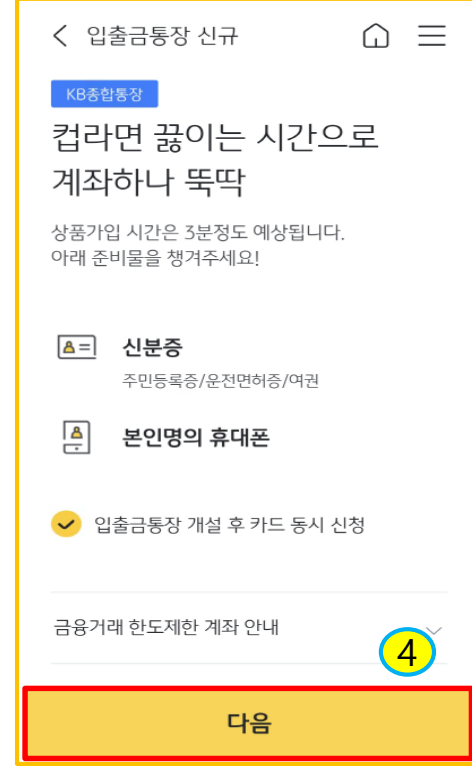 입출금통장 신규
KB종합통장
컵라면 끓이는 시간으로
계좌하나 뚝딱
상품가입 시간은 3분정도 예상됩니다.
아래 준비물을 챙겨주세요!
신분증
주민등록증/운전면허증/여권
본인명의 휴대폰
입출금통장 개설 후 카드 동시 신청
금융거래 한도제한 계좌 안내
4
다음